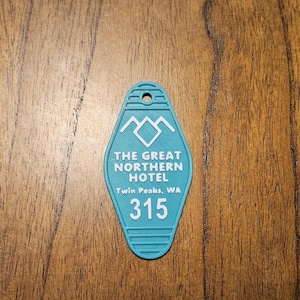 THE GREAT
NORTHERN
HOTEL
Twin Peaks, WA
315